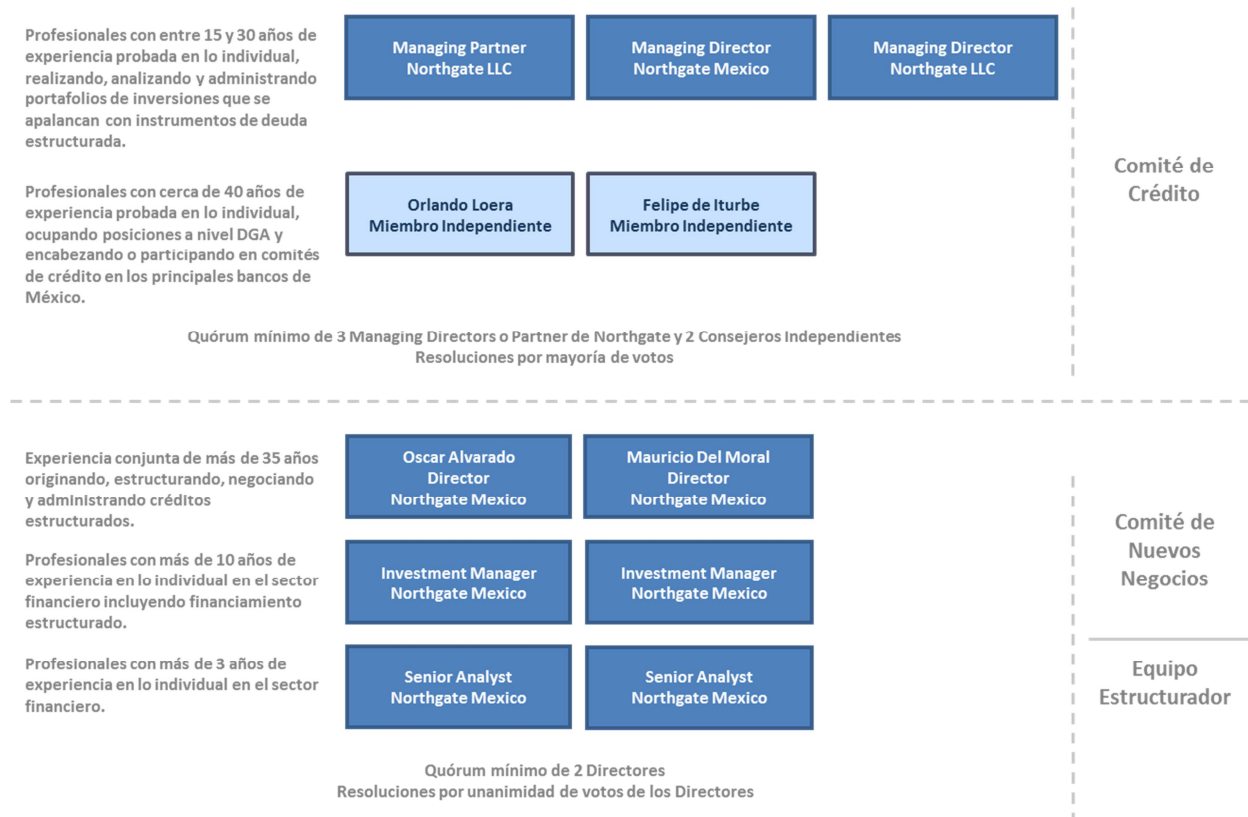 Profesionales con entre 15 y 30 años de
experiencia probada en lo individual,
realizando, analizando y administrando
portafolios de inversiones que se
apalancan con instrumentos de deuda
estructurada.
Managing Partner
Northgate LLC
Managing Director
Northgate Mexico
Managing Director
Northgate LLC
Comité de
Crédito
Profesionales con cerca de 40 años de
experiencia probada en lo individual,
ocupando posiciones a nivel DGA y
encabezando o participando en comités
de crédito en los principales bancos de
México.
Orlando Loera
Miembro Independiente
Felipe de Iturbe
Miembro Independiente
Quórum mínimo de 3 Managing Directors o Partner de Northgate y 2 Consejeros Independientes
Resoluciones por mayoría de votos
Experiencia conjunta de más de 35 años
originando, estructurando, negociando
y administrando créditos
estructurados.
Oscar Alvarado
Director
Northgate Mexico
Mauricio Del Moral
Director
Northgate Mexico
Comité de
Nuevos
Negocios
Profesionales con más de 10 años de
experiencia en lo individual en el sector
financiero incluyendo financiamiento
estructurado.
Investment Manager
Northgate Mexico
Investment Manager
Northgate Mexico
Profesionales con más de 3 años de
experiencia en lo individual en el sector
financiero.
Senior Analyst
Northgate Mexico
Senior Analyst
Northgate Mexico
Equipo
Estructurador
Quórum mínimo de 2 Directores
Resoluciones por unanimidad de votos de los Directores